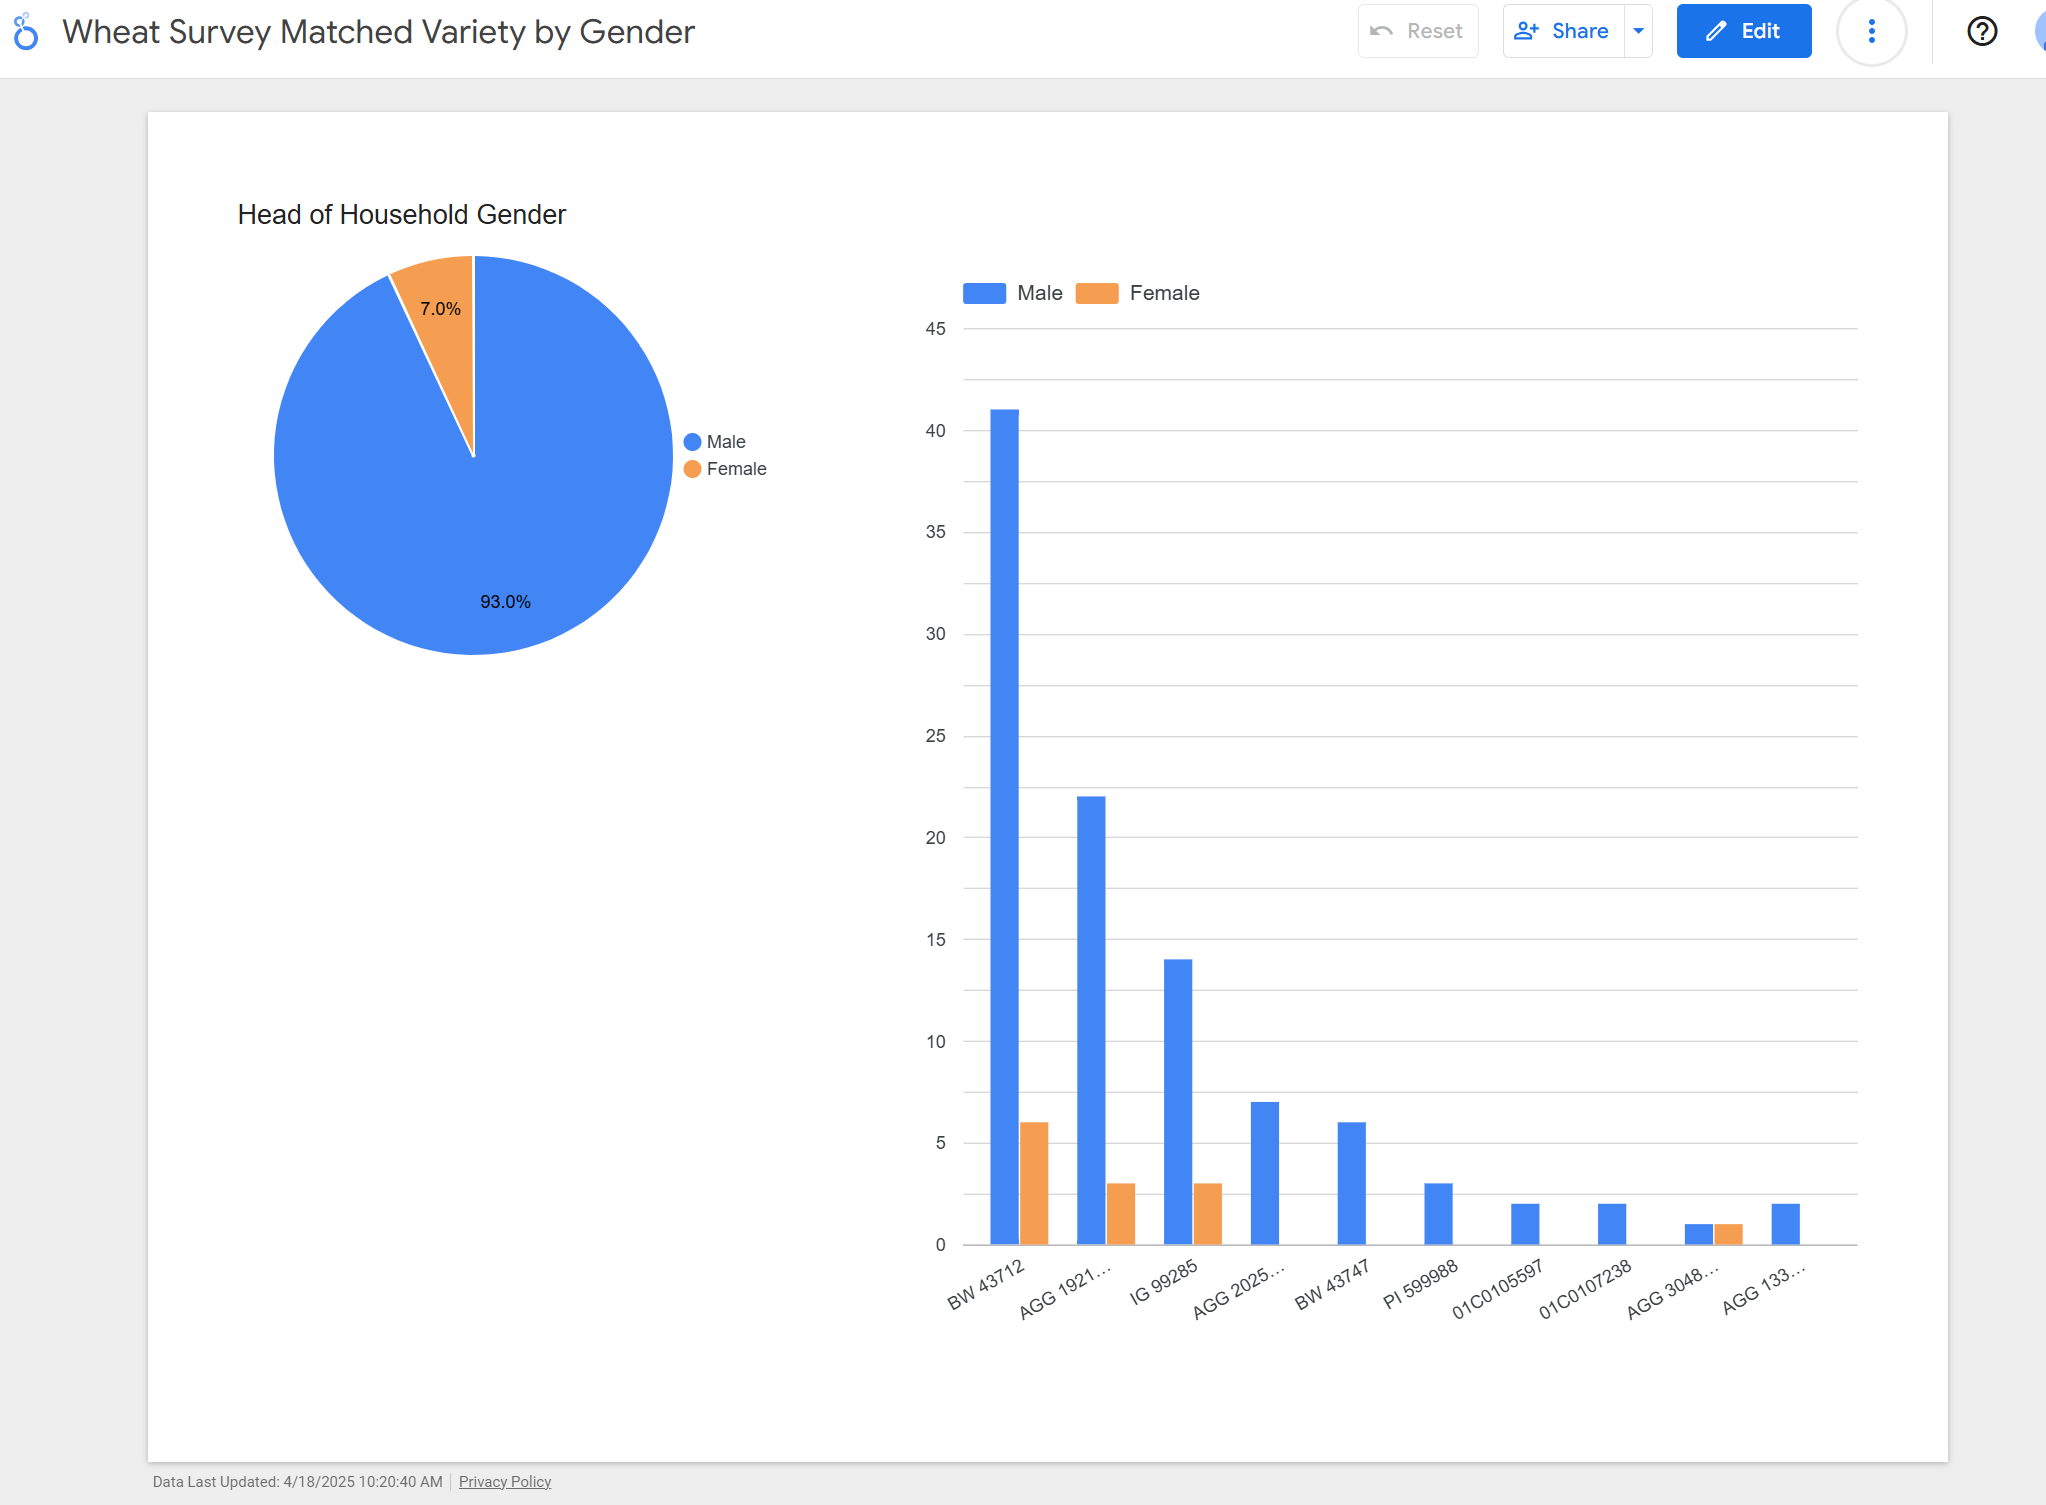 Wheat Survey Matched Variety by Gender
Reset
Share
Edit
Head of Household Gender
7.0%
93.0%
Male
Female
Male
Female
45
40
35
30
25
20
15
10
5
0
BW 43712
AGG 1921...
IG 99285
AGG 2025...
BW 43747
PI 599988
01C0105597
01C0107238
AGG 3048...
AGG 133...
Data Last Updated: 4/18/2025 10:20:40 AM
Privacy Policy